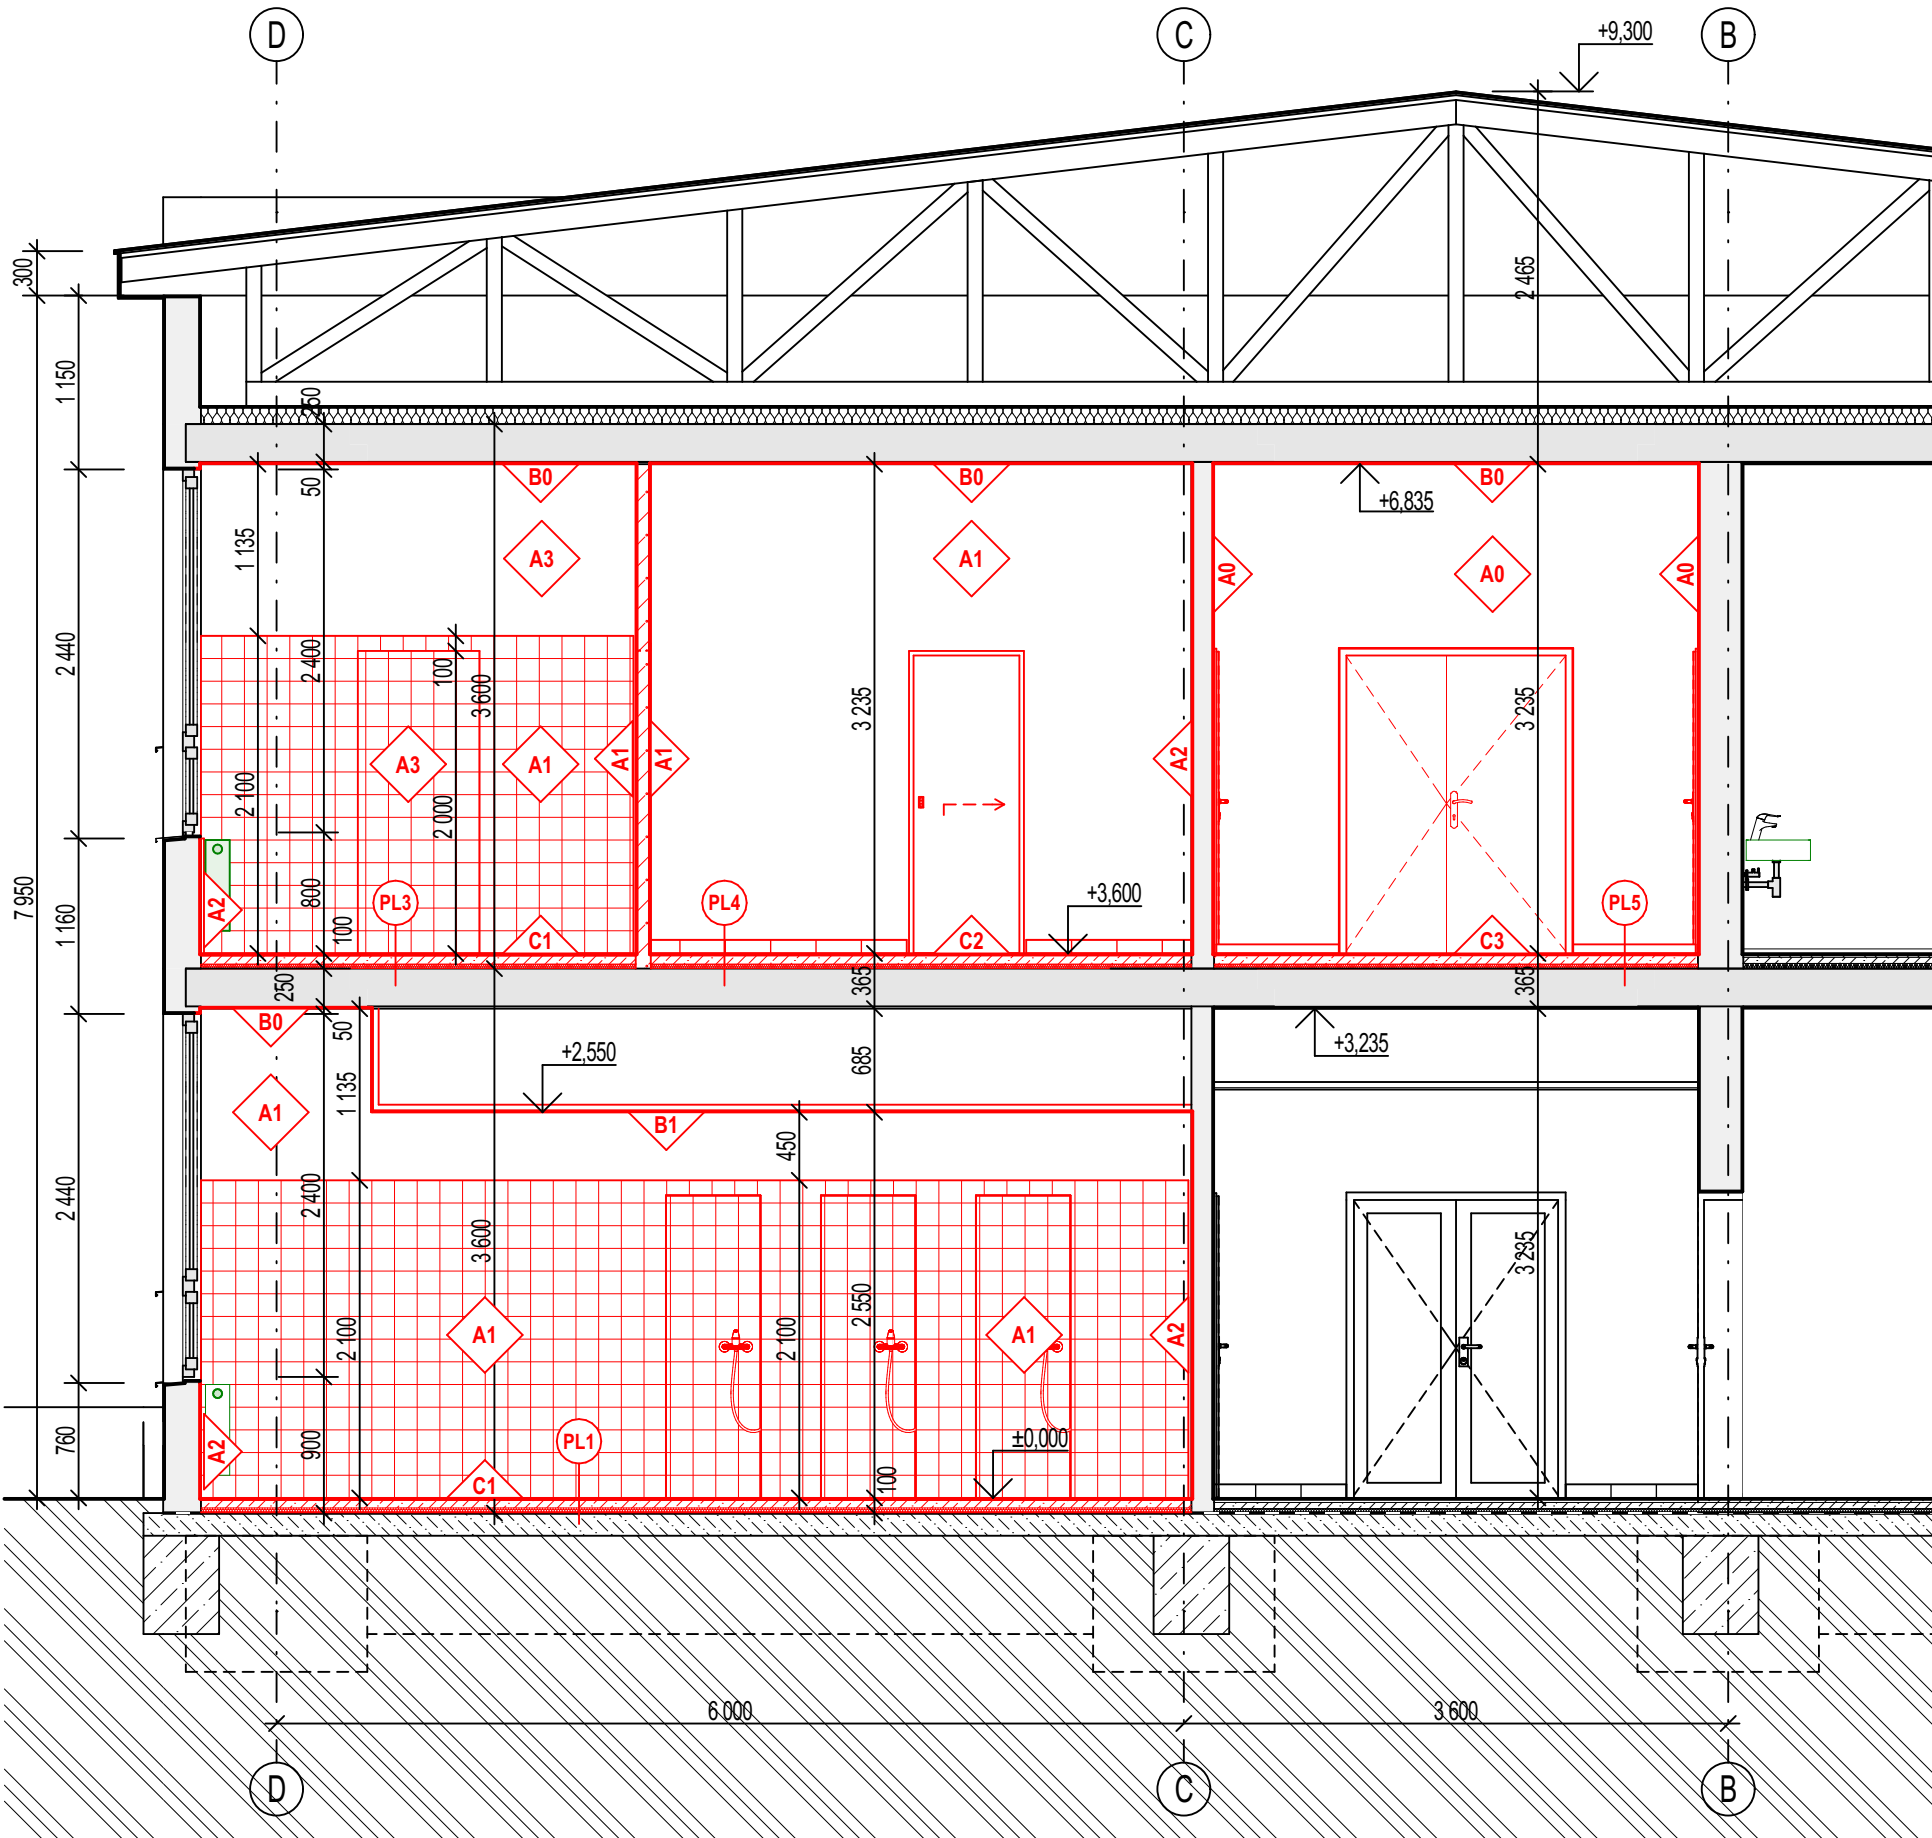 D
C
B
+9,300
300
2 465
1 150
250
B0
B0
B0
50
+6,835
1 135
A3
A1
A0
A0
A0
2 440
2 400
100
3 600
3 235
3 235
A3
A1
A1
A1
A2
2 100
2 000
7 950
1 160
800
A2
PL3
PL4
+3,600
PL5
100
C1
C2
C3
250
365
365
B0
50
+2,550
685
+3,235
1 135
A1
B1
450
2 440
2 400
3 600
3 235
2 100
A1
2 100
2 550
A1
A2
760
900
A2
PL1
±0,000
C1
100
6 000
3 600
D
C
B